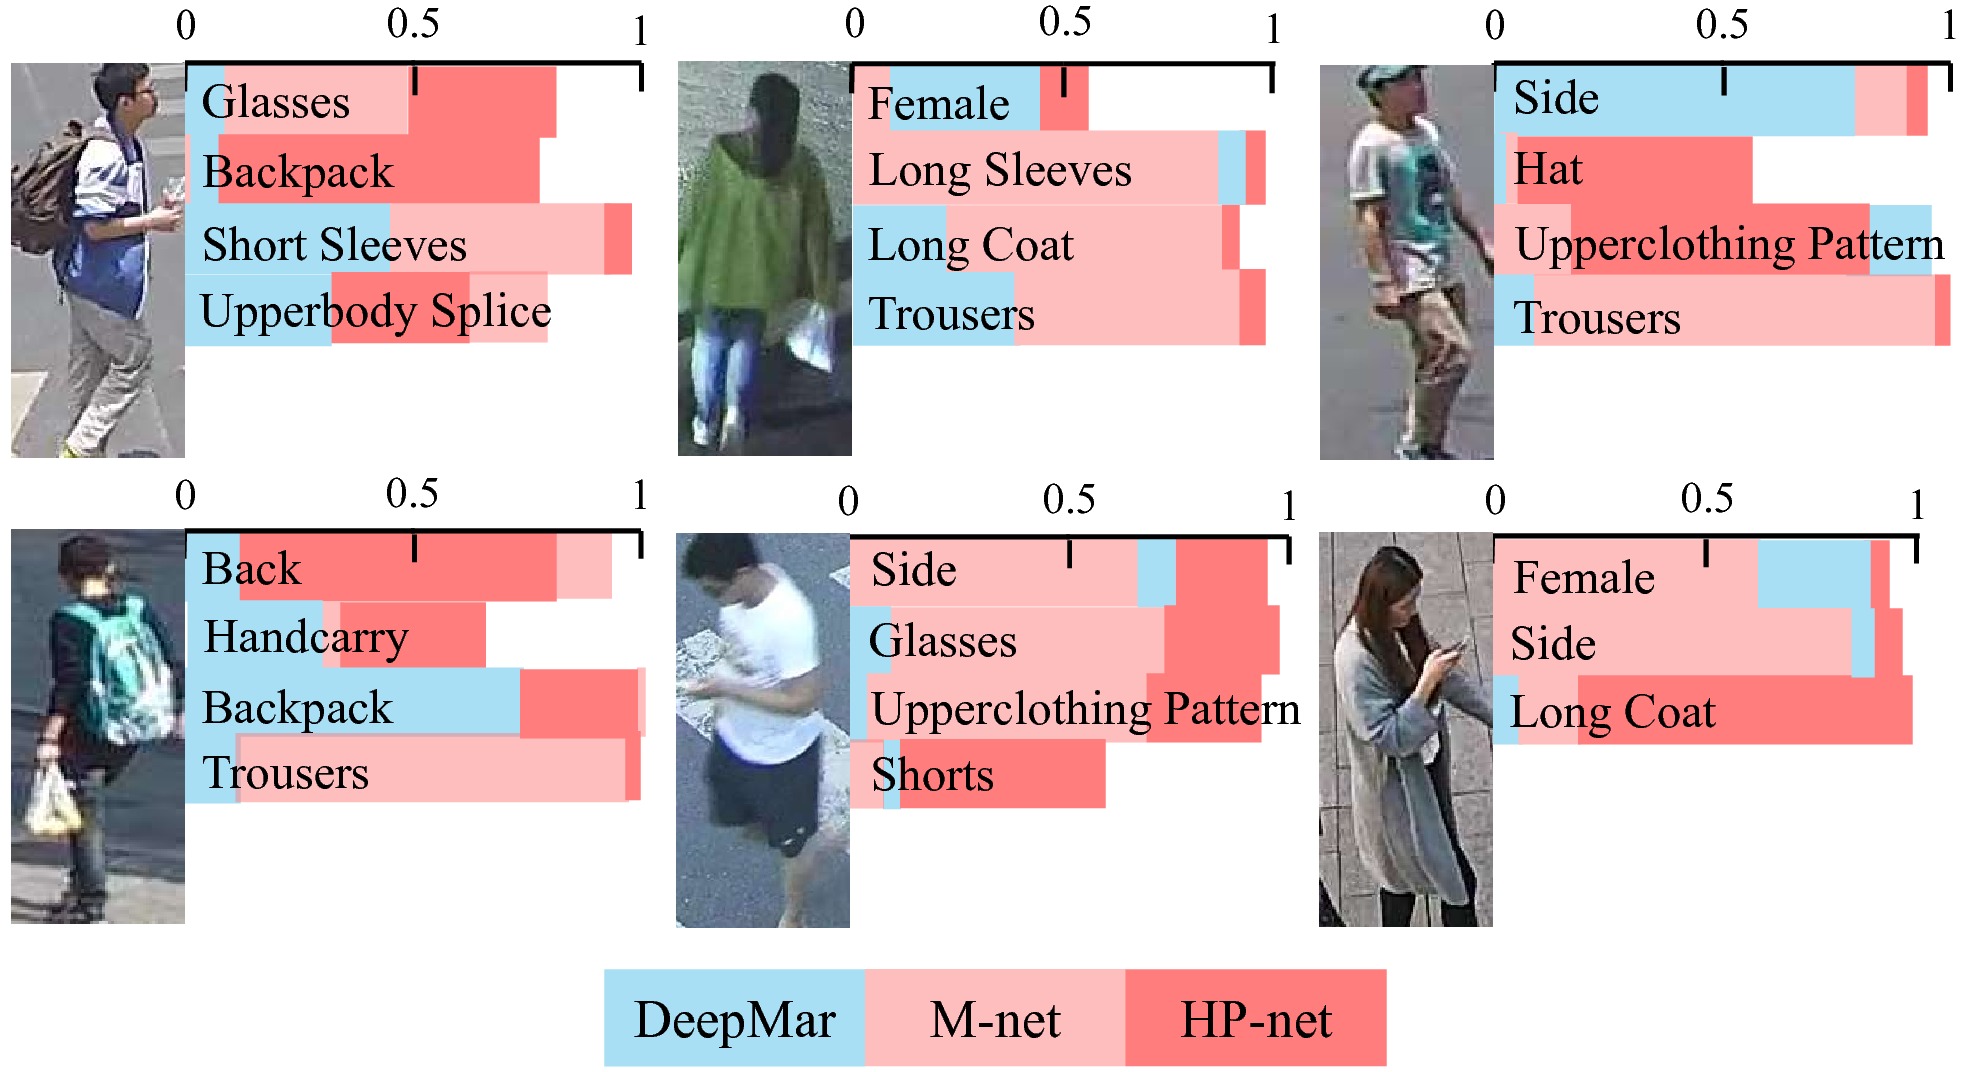 0 0.5 1
Glasses
Backpack
Short Sleeves
Upperbody Splice
0 0.5 1
Female
Long Sleeves
Long Coat
Trousers
0 0.5 1
Side
Hat
Upperclothing Pattern
Trousers
0 0.5 1
Back
Handcarry
Backpack
Trousers
0 0.5 1
Side
Glasses
Upperclothing Pattern
Shorts
0 0.5 1
Female
Side
Long Coat
DeepMar M-net HP-net